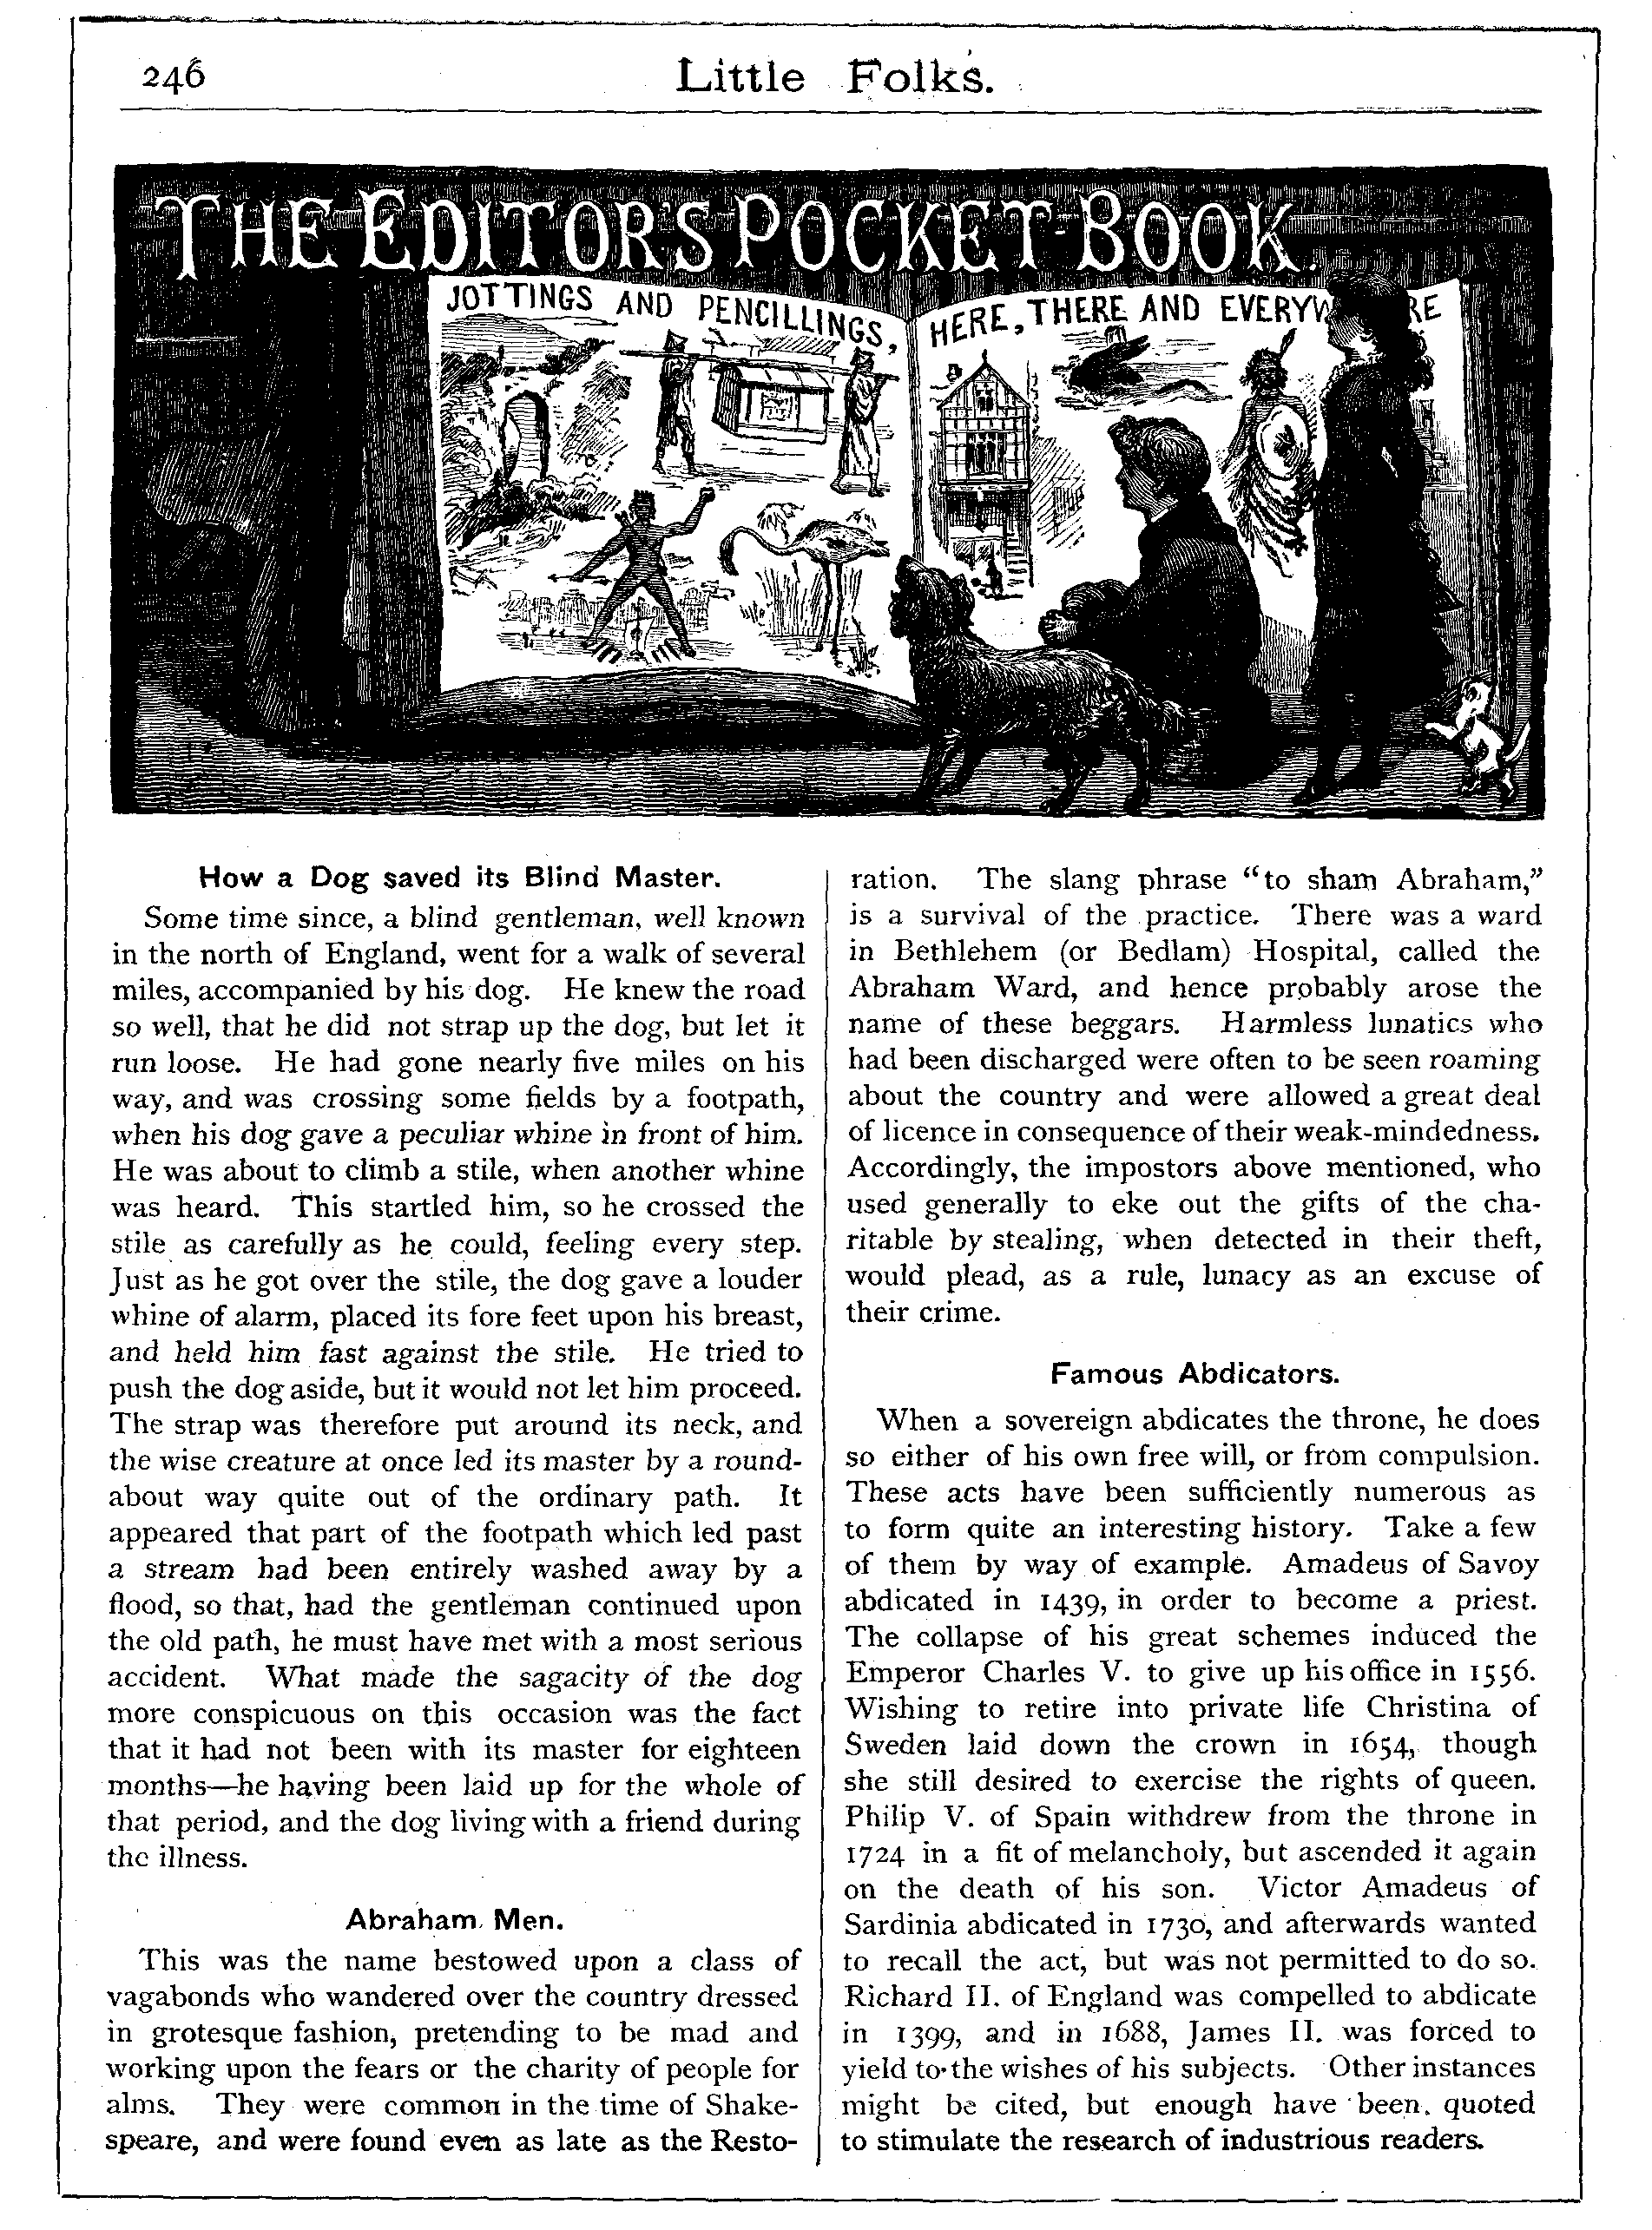 246
Little Folks.
THE EDITOR'S POCKET-BOOK.
JOTTINGS AND PENCILLINGS, HERE, THERE AND EVERYW RE
How a Dog saved its Blind Master.
Some time since, a blind gentleman, well known
in the north of England, went for a walk of several
miles, accompanied by his dog. He knew the road
so well, that he did not strap up the dog, but let it
run loose. He had gone nearly five miles on his
way, and was crossing some fields by a footpath,
when his dog gave a peculiar whine in front of him.
He was about to climb a stile, when another whine
was heard. This startled him, so he crossed the
stile as carefully as he could, feeling every step.
Just as he got over the stile, the dog gave a louder
whine of alarm, placed its fore feet upon his breast,
and held him fast against the stile. He tried to
push the dog aside, but it would not let him proceed.
The strap was therefore put around its neck, and
the wise creature at once led its master by a round-
about way quite out of the ordinary path. It
appeared that part of the footpath which led past
a stream had been entirely washed away by a
flood, so that, had the gentleman continued upon
the old path, he must have met with a most serious
accident. What made the sagacity of the dog
more conspicuous on this occasion was the fact
that it had not been with its master for eighteen
months—he having been laid up for the whole of
that period, and the dog living with a friend during
the illness.
Abraham Men.
This was the name bestowed upon a class of
vagabonds who wandered over the country dressed
in grotesque fashion, pretending to be mad and
working upon the fears or the charity of people for
alms. They were common in the time of Shake-
speare, and were found even as late as the Resto-
ration. The slang phrase “to sham Abraham,”
is a survival of the practice. There was a ward
in Bethlehem (or Bedlam) Hospital, called the
Abraham Ward, and hence probably arose the
name of these beggars. Harmless lunatics who
had been discharged were often to be seen roaming
about the country and were allowed a great deal
of licence in consequence of their weak-mindedness.
Accordingly, the impostors above mentioned, who
used generally to eke out the gifts of the cha-
ritable by stealing, when detected in their theft,
would plead, as a rule, lunacy as an excuse of
their crime.
Famous Abdicators.
When a sovereign abdicates the throne, he does
so either of his own free will, or from compulsion.
These acts have been sufficiently numerous as
to form quite an interesting history. Take a few
of them by way of example. Amadeus of Savoy
abdicated in 1439, in order to become a priest.
The collapse of his great schemes induced the
Emperor Charles V. to give up his office in 1556.
Wishing to retire into private life Christina of
Sweden laid down the crown in 1654, though
she still desired to exercise the rights of queen.
Philip V. of Spain withdrew from the throne in
1724 in a fit of melancholy, but ascended it again
on the death of his son. Victor Amadeus of
Sardinia abdicated in 1730, and afterwards wanted
to recall the act, but was not permitted to do so.
Richard II. of England was compelled to abdicate
in 1399, and in 1688, James II. was forced to
yield to the wishes of his subjects. Other instances
might be cited, but enough have been quoted
to stimulate the research of industrious readers.